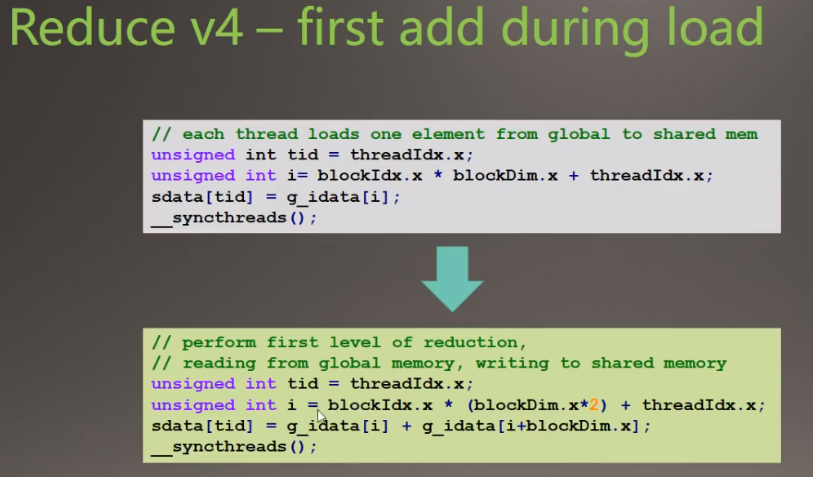 Reduce v4 – first add during load
// each thread loads one element from global to shared mem
unsigned int tid = threadIdx.x;
unsigned int i= blockIdx.x * blockDim.x + threadIdx.x;
sdata[tid] = g_idata[i];
__syncthreads();
// perform first level of reduction,
// reading from global memory, writing to shared memory
unsigned int tid = threadIdx.x;
unsigned int i = blockIdx.x * (blockDim.x*2) + threadIdx.x;
sdata[tid] = g_idata[i] + g_idata[i+blockDim.x];
__syncthreads();